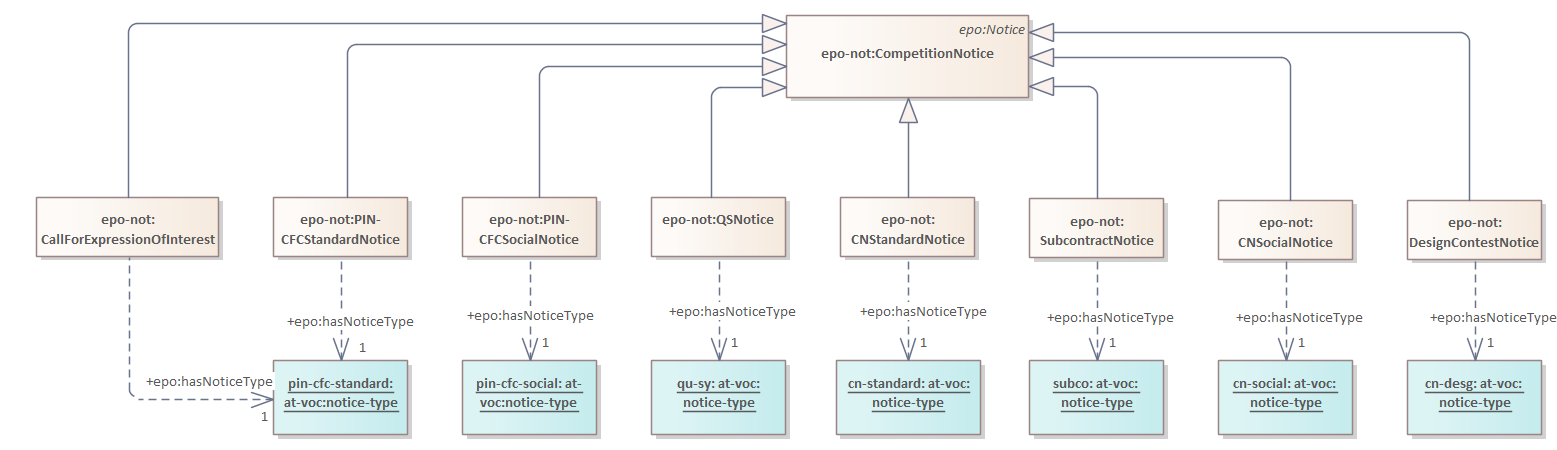 epo:Notice
epo-not:CompetitionNotice
epo-not:
CallForExpressionOfInterest
epo-not:PIN-
CFCStandardNotice
epo-not:PIN-
CFCSocialNotice
epo-not:QSNotice
epo-not:
CNStandardNotice
epo-not:
SubcontractNotice
epo-not:
CNSocialNotice
epo-not:
DesignContestNotice
+epo:hasNoticeType
1
+epo:hasNoticeType
1
+epo:hasNoticeType
1
+epo:hasNoticeType
1
+epo:hasNoticeType
1
+epo:hasNoticeType
1
+epo:hasNoticeType
1
+epo:hasNoticeType
1
pin-cfc-standard:
at-voc:notice-type
pin-cfc-social: at-
voc:notice-type
qu-sy: at-voc:
notice-type
cn-standard: at-voc:
notice-type
subco: at-voc:
notice-type
cn-social: at-voc:
notice-type
cn-desg: at-voc:
notice-type